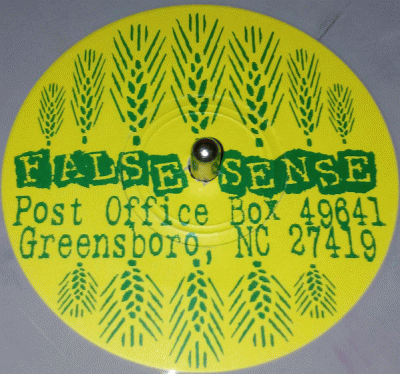 FALSE SENSE
Post Office Box 49641
Greensboro, NC 27419